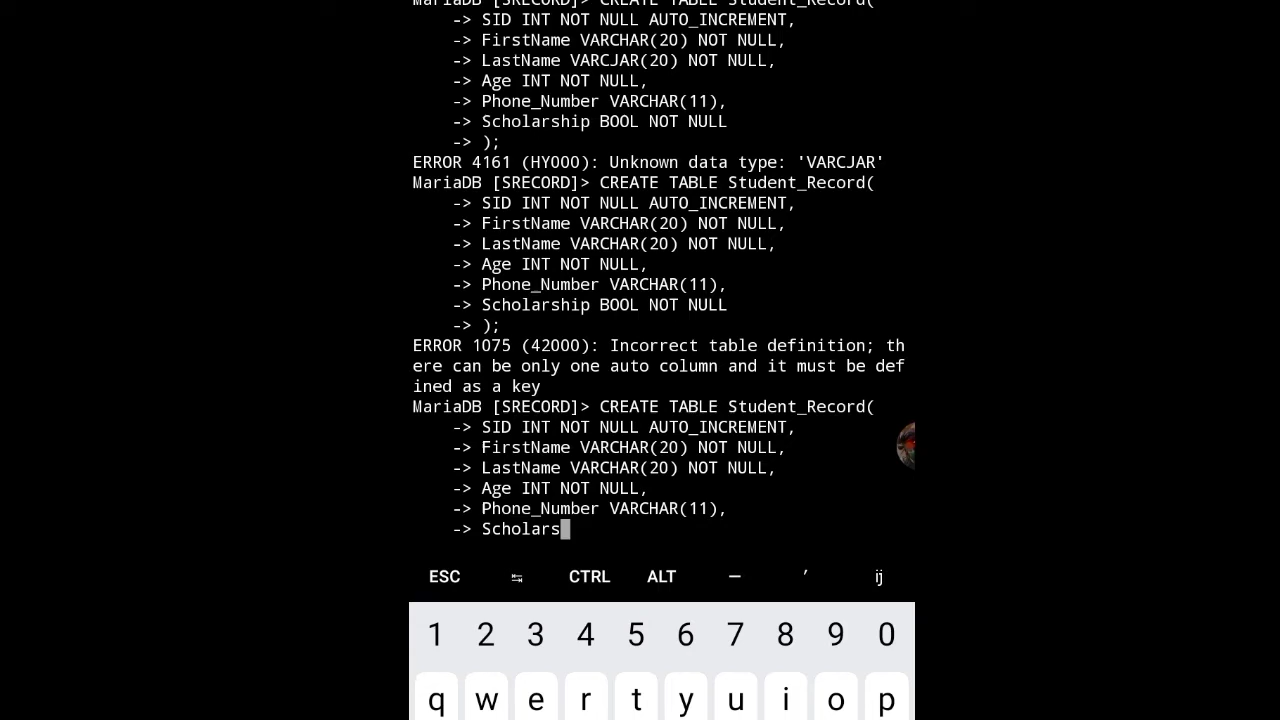 MariaDB [SRECORD]> CREATE TABLE Student_Record(
-> SID INT NOT NULL AUTO_INCREMENT,
-> FirstName VARCHAR(20) NOT NULL,
-> LastName VARCJAR(20) NOT NULL,
-> Age INT NOT NULL,
-> Phone_Number VARCHAR(11),
-> Scholarship BOOL NOT NULL
-> );
ERROR 4161 (HY000): Unknown data type: 'VARCJAR'
MariaDB [SRECORD]> CREATE TABLE Student_Record(
-> SID INT NOT NULL AUTO_INCREMENT,
-> FirstName VARCHAR(20) NOT NULL,
-> LastName VARCHAR(20) NOT NULL,
-> Age INT NOT NULL,
-> Phone_Number VARCHAR(11),
-> Scholarship BOOL NOT NULL
-> );
ERROR 1075 (42000): Incorrect table definition; th
ere can be only one auto column and it must be def
ined as a key
MariaDB [SRECORD]> CREATE TABLE Student_Record(
-> SID INT NOT NULL AUTO_INCREMENT,
-> FirstName VARCHAR(20) NOT NULL,
-> LastName VARCHAR(20) NOT NULL,
-> Age INT NOT NULL,
-> Phone_Number VARCHAR(11),
-> Scholars
ESC ↹ CTRL ALT — ′ ij
1 2 3 4 5 6 7 8 9 0
q w e r t y u i o p